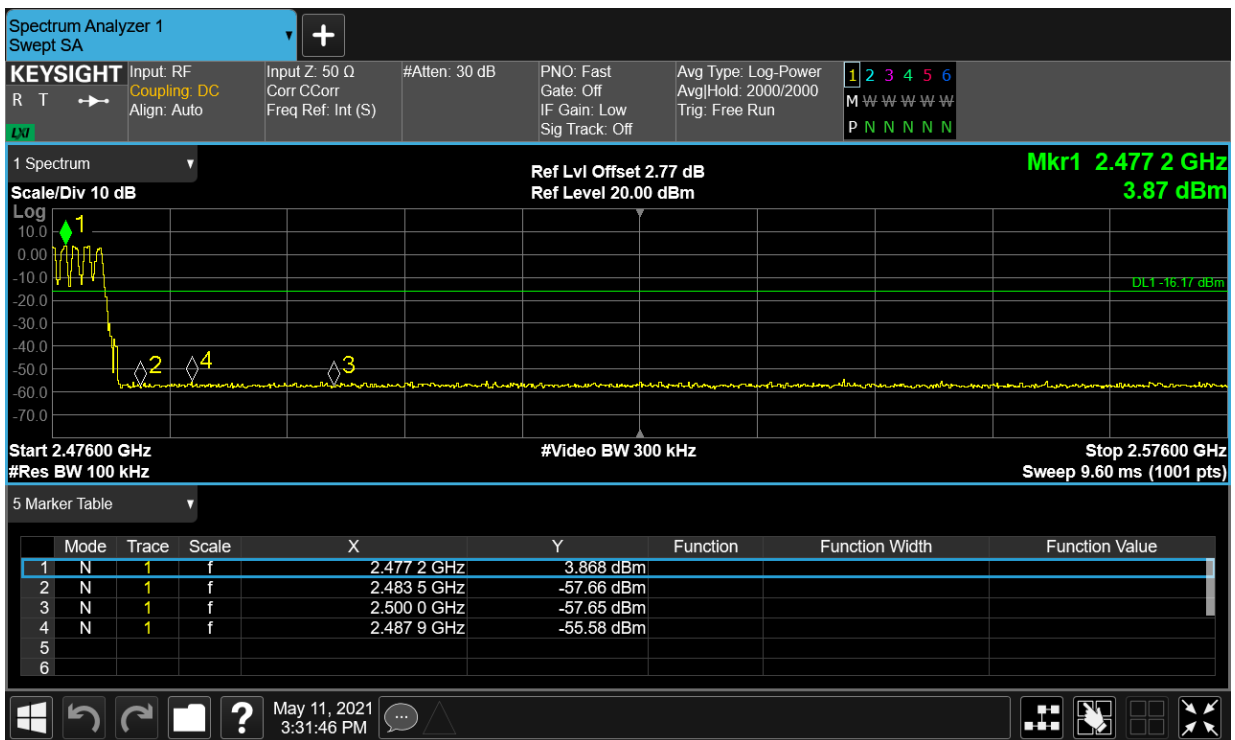 Spectrum Analyzer 1
Swept SA
+
KEYSIGHT
R T
LXI
Input: RF
Coupling: DC
Align: Auto
Input Z: 50 Ω
Corr CCorr
Freq Ref: Int (S)
#Atten: 30 dB
PNO: Fast
Gate: Off
IF Gain: Low
Sig Track: Off
Avg Type: Log-Power
Avg|Hold: 2000/2000
Trig: Free Run
1 2 3 4 5 6
M W W W W W
P N N N N N
1 Spectrum
Scale/Div 10 dB
Ref Lvl Offset 2.77 dB
Ref Level 20.00 dBm
Mkr1 2.477 2 GHz
3.87 dBm
Log
10.0
0.00
-10.0
-20.0
-30.0
-40.0
-50.0
-60.0
-70.0
1
2
4
3
DL1 -16.17 dBm
Start 2.47600 GHz
#Res BW 100 kHz
#Video BW 300 kHz
Stop 2.57600 GHz
Sweep 9.60 ms (1001 pts)
5 Marker Table
Mode Trace Scale X Y Function Function Width Function Value
1 N 1 f 2.477 2 GHz 3.868 dBm
2 N 1 f 2.483 5 GHz -57.66 dBm
3 N 1 f 2.500 0 GHz -57.65 dBm
4 N 1 f 2.487 9 GHz -55.58 dBm
5
6
?
May 11, 2021
3:31:46 PM